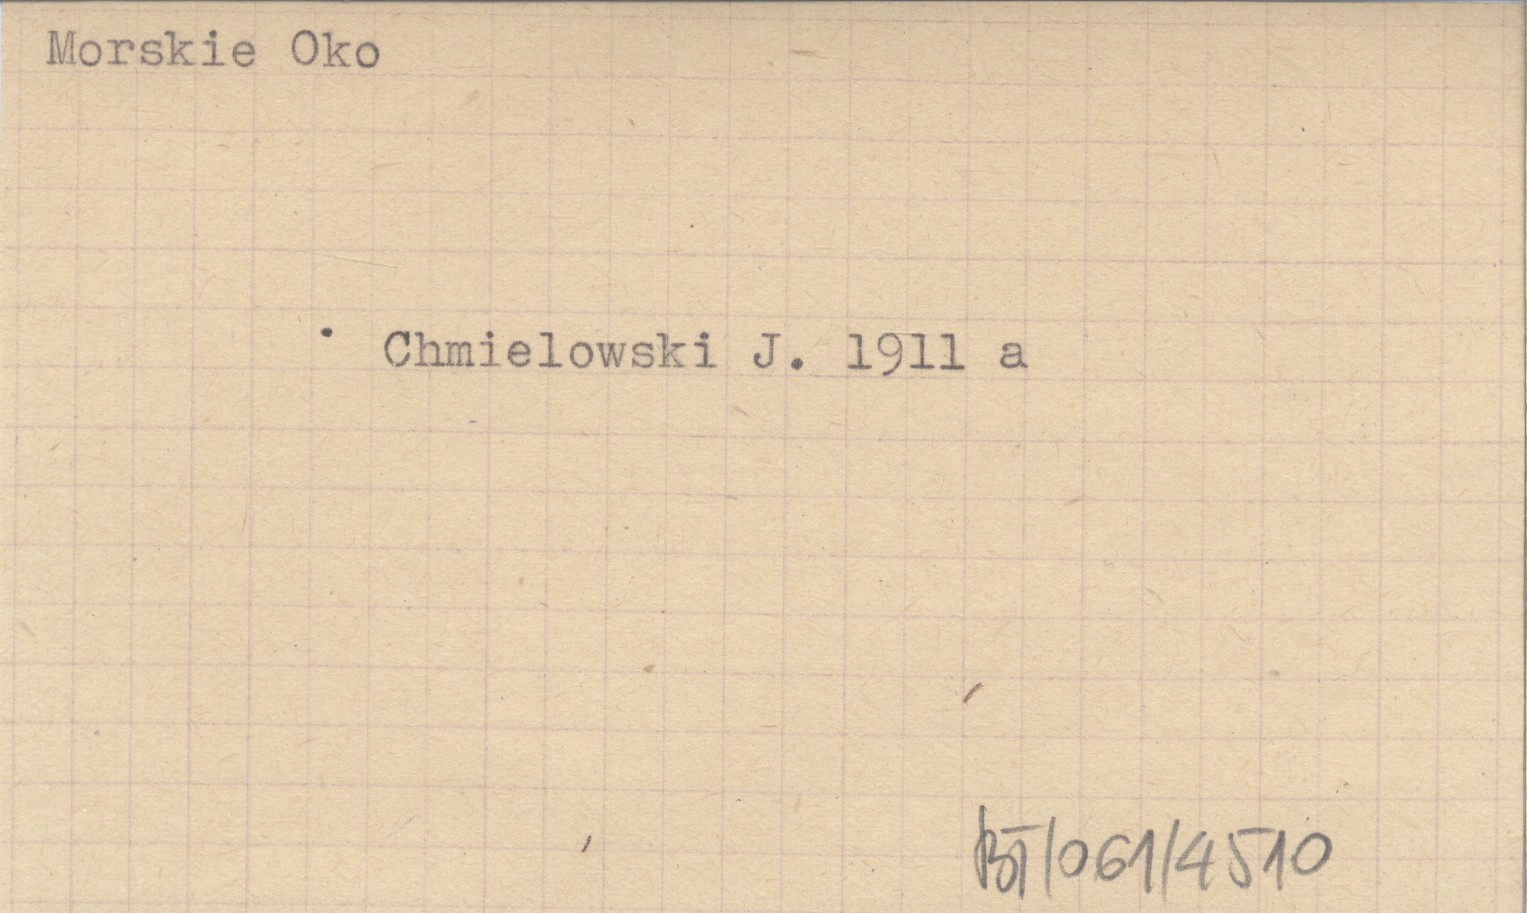 Morskie Oko
Chmielowski J. 1911 a
BT/061/4510